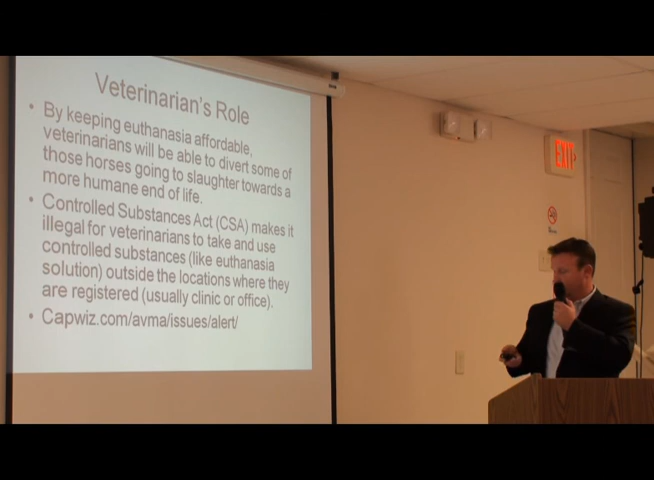 Veterinarian's Role
• By keeping euthanasia affordable,
veterinarians will be able to divert some of
those horses going to slaughter towards a
more humane end of life.
• Controlled Substances Act (CSA) makes it
illegal for veterinarians to take and use
controlled substances (like euthanasia
solution) outside the locations where they
are registered (usually clinic or office).
• Capwiz.com/avma/issues/alert/
EXIT